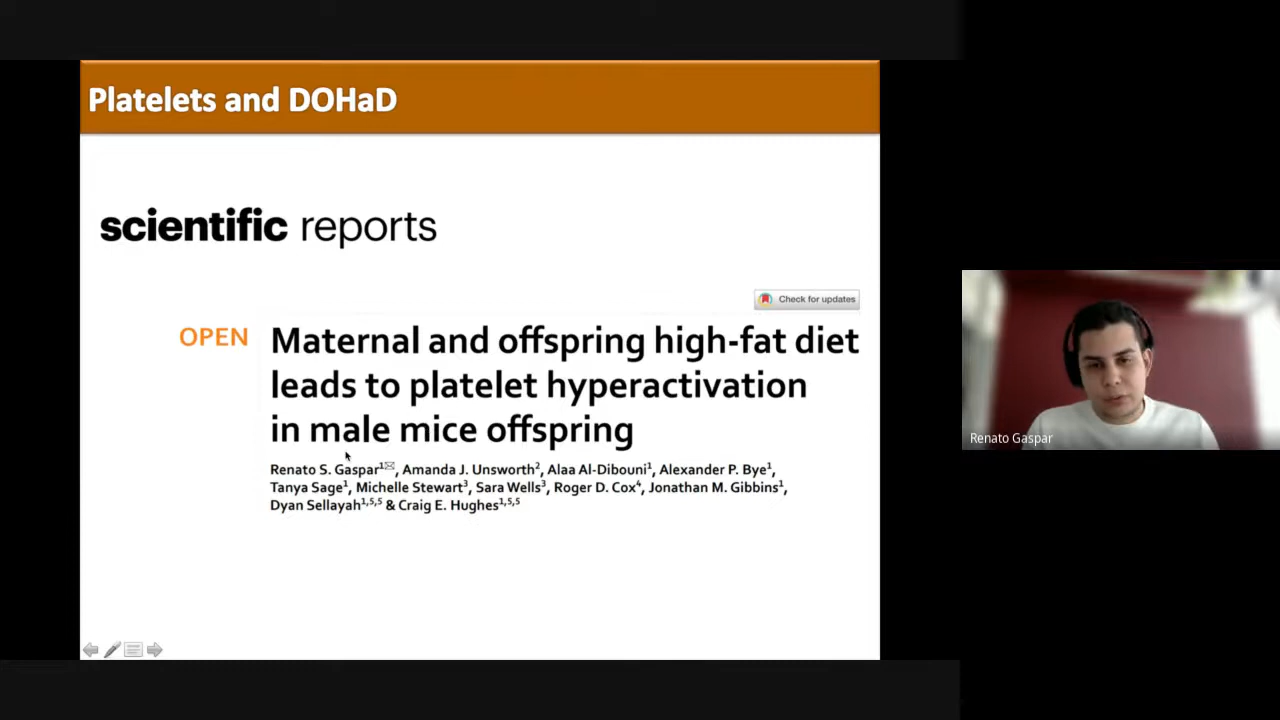 Platelets and DOHaD
scientific reports
Check for updates
OPEN
Maternal and offspring high-fat diet
leads to platelet hyperactivation
in male mice offspring
Renato S. Gaspar1✉, Amanda J. Unsworth2, Alaa Al-Dibouni1, Alexander P. Bye1,
Tanya Sage1, Michelle Stewart3, Sara Wells3, Roger D. Cox4, Jonathan M. Gibbins1,
Dyan Sellayah1,5,5 & Craig E. Hughes1,5,5
Renato Gaspar